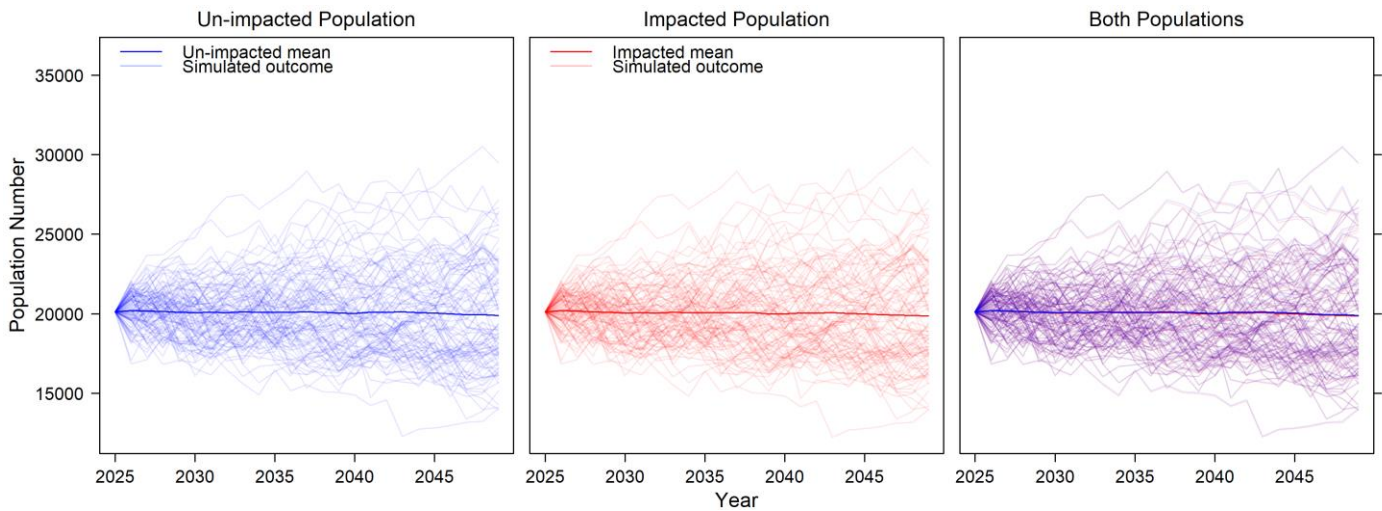 Un-impacted Population
Impacted Population
Both Populations
Un-impacted mean
Simulated outcome
Impacted mean
Simulated outcome
Population Number
35000
30000
25000
20000
15000
2025 2030 2035 2040 2045
2025 2030 2035 2040 2045
2025 2030 2035 2040 2045
Year